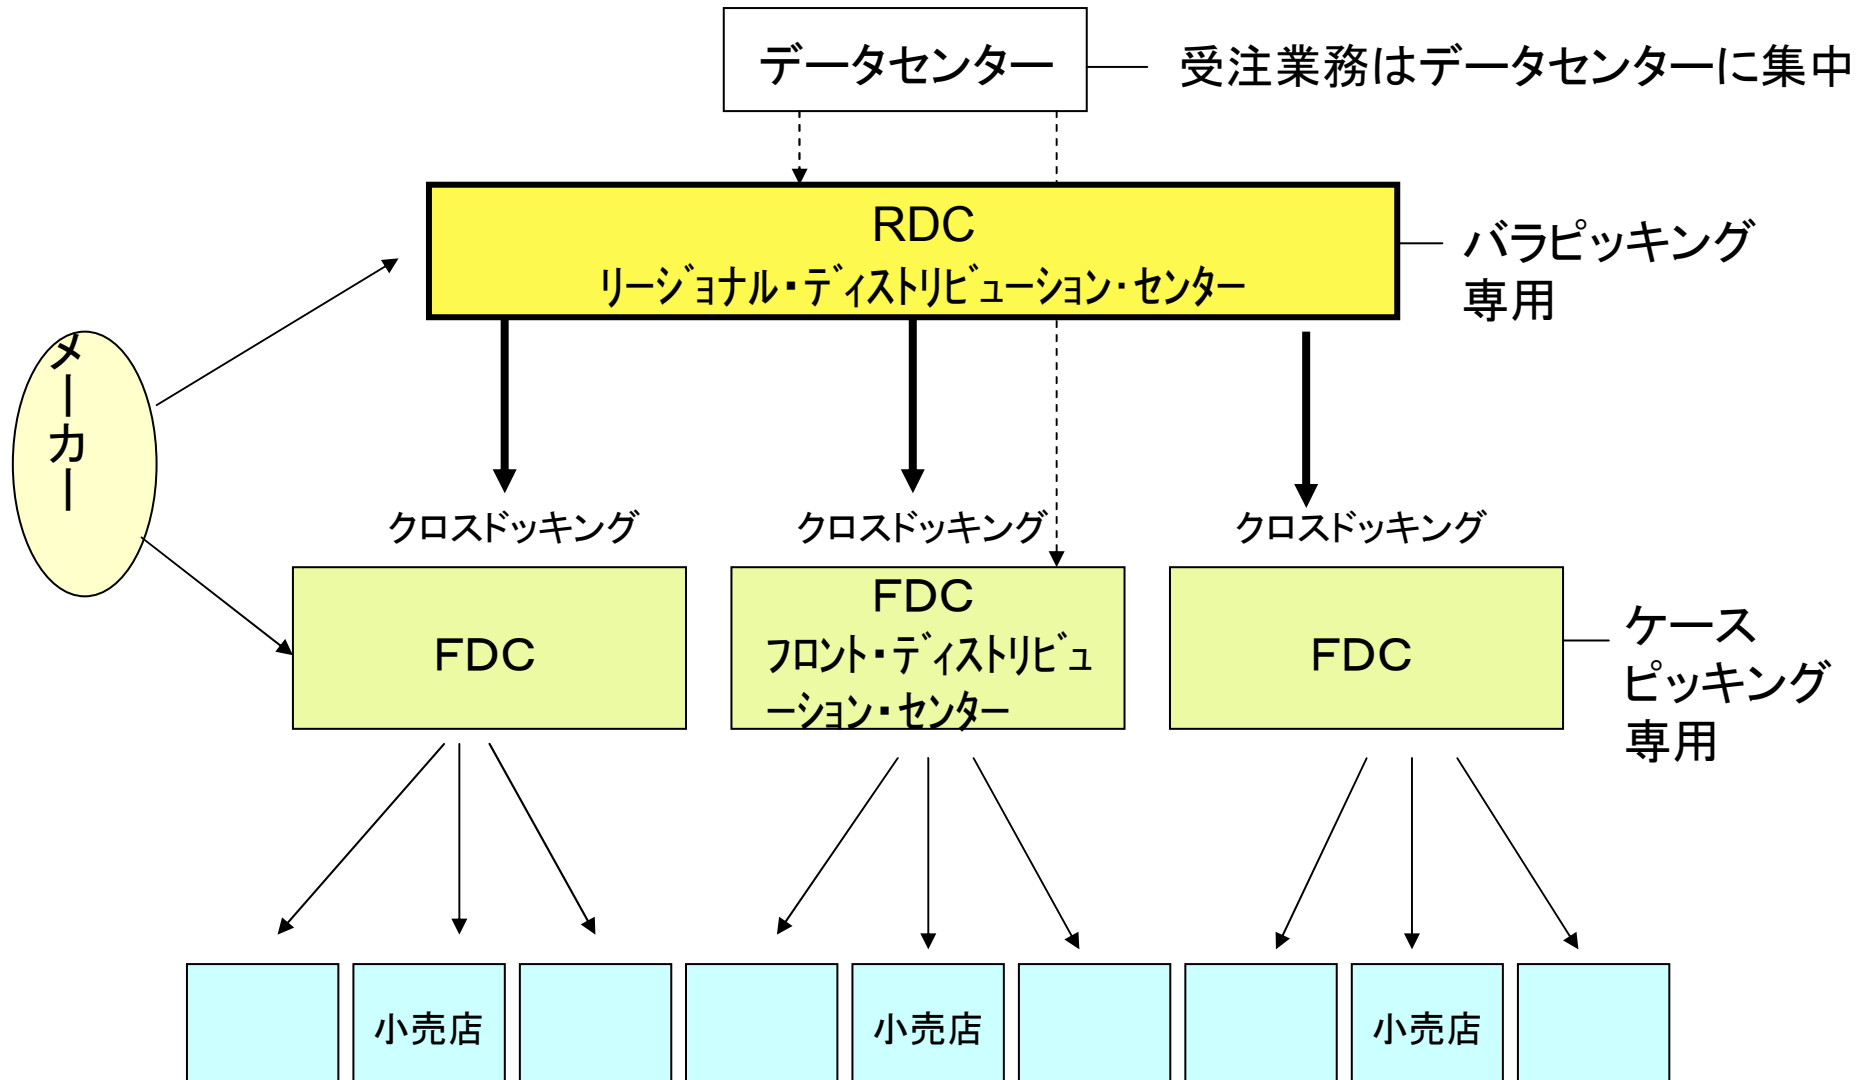 データセンター
受注業務はデータセンターに集中
RDC
ﾘｰｼﾞｮﾅﾙ・ﾃﾞｨｽﾄﾘﾋﾞｭｰｼｮﾝ・ｾﾝﾀｰ
バラピッキング
専用
メーカー
クロスドッキング
クロスドッキング
クロスドッキング
ＦＤＣ
ＦＤＣ
ﾌﾛﾝﾄ・ﾃﾞｨｽﾄﾘﾋﾞｭ
ｰｼｮﾝ・ｾﾝﾀｰ
ＦＤＣ
ケース
ピッキング
専用
小売店
小売店
小売店